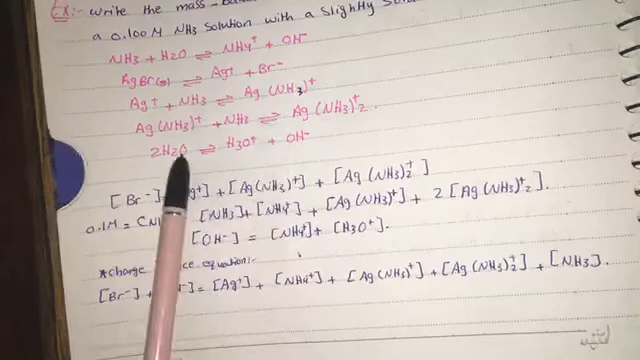 EX:- write the mass - 
a 0.100 M NH3 solution with a slightly
NH3 + H2O ⇌ NH4+ + OH-
AgBr(s) ⇌ Ag+ + Br-
Ag+ + NH3 ⇌ Ag(NH3)+
Ag(NH3)+ + NH3 ⇌ Ag(NH3)+2.
2H2O ⇌ H3O+ + OH-
[Br-] g+] + [Ag(NH3)+] + [Ag(NH3)2+]
0.1M = CN [NH3] + [NH4+] + [Ag(NH3)+] + 2[Ag(NH3)+2].
[OH-] = [NH4+] + [H3O+].
*charge ce equation:
[Br-] + -] = [Ag+] + [NH4+] + [Ag(NH3)+] + [Ag(NH3)2+] + [NH3].